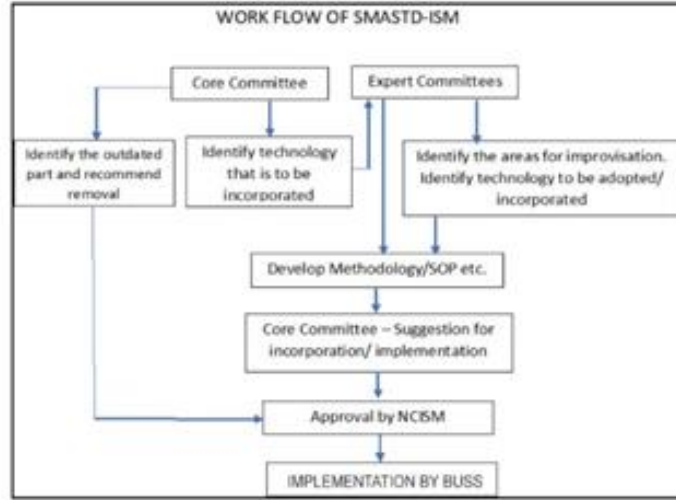 WORK FLOW OF SMASTD-ISM
Core Committee
Expert Committees
Identify the outdated
part and recommend
removal
Identify technology
that is to be
incorporated
Identify the areas for improvisation.
Identify technology to be adopted/
incorporated
Develop Methodology/SOP etc.
Core Committee – Suggestion for
incorporation/ implementation
Approval by NCISM
IMPLEMENTATION BY BUSS